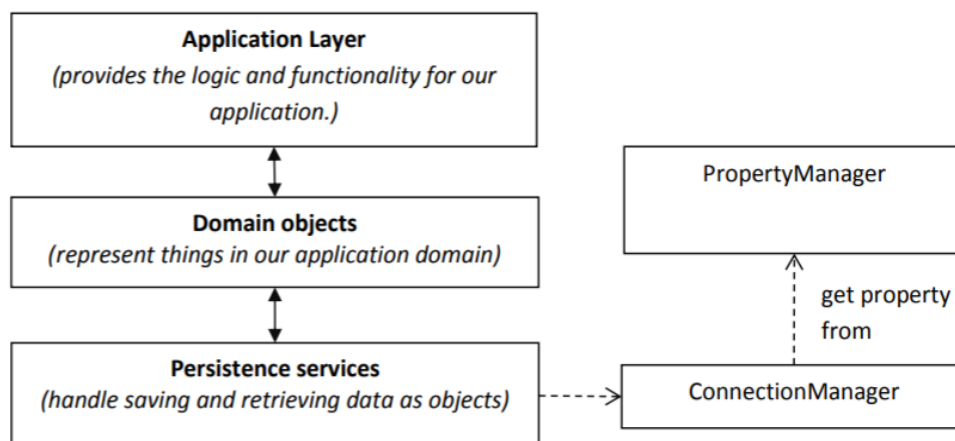 Application Layer
(provides the logic and functionality for our
application.)
PropertyManager
Domain objects
(represent things in our application domain)
get property
from
Persistence services
(handle saving and retrieving data as objects)
ConnectionManager